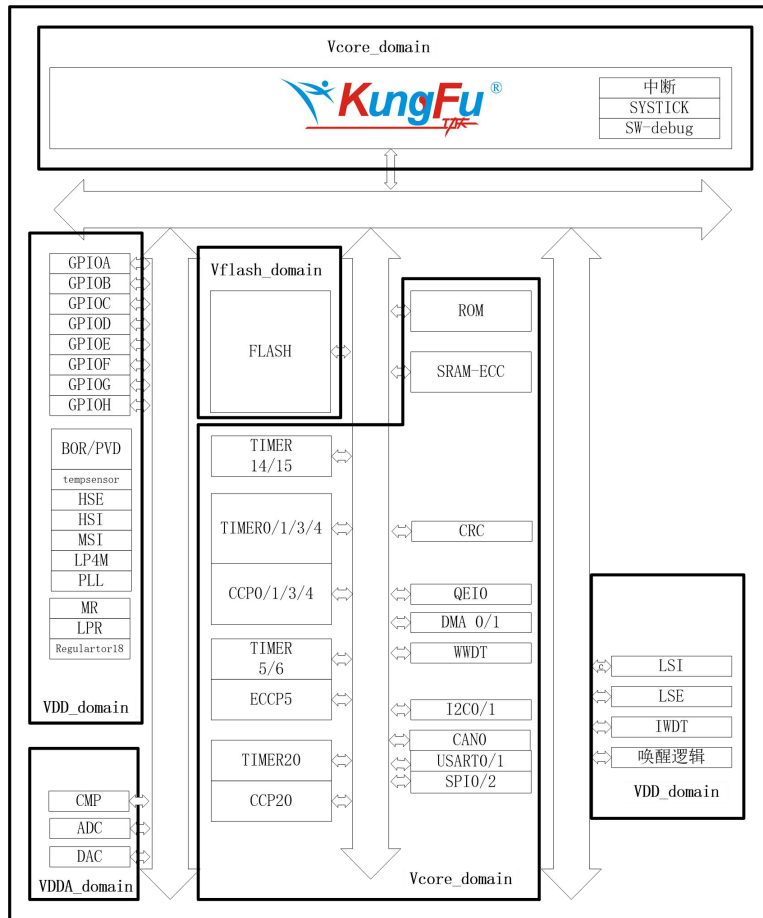 Vcore_domain
KungFu®
功夫
中断
SYSTICK
SW-debug
GPIOA
GPIOB
GPIOC
GPIOD
GPIOE
GPIOF
GPIOG
GPIOH
BOR/PVD
tempsensor
HSE
HSI
MSI
LP4M
PLL
MR
LPR
Regulartor18
VDD_domain
CMP
ADC
DAC
VDDA_domain
Vflash_domain
FLASH
TIMER
14/15
TIMER0/1/3/4
CCP0/1/3/4
TIMER
5/6
ECCP5
TIMER20
CCP20
ROM
SRAM-ECC
CRC
QEI0
DMA 0/1
WWDT
I2C0/1
CAN0
USART0/1
SPI0/2
Vcore_domain
C
LSI
LSE
IWDT
唤醒逻辑
VDD_domain